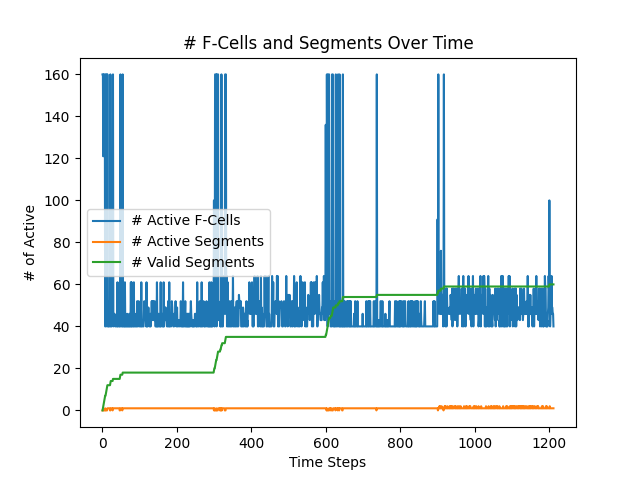 # F-Cells and Segments Over Time
# of Active
160
140
120
100
80
60
40
20
0
# Active F-Cells
# Active Segments
# Valid Segments
0 200 400 600 800 1000 1200
Time Steps